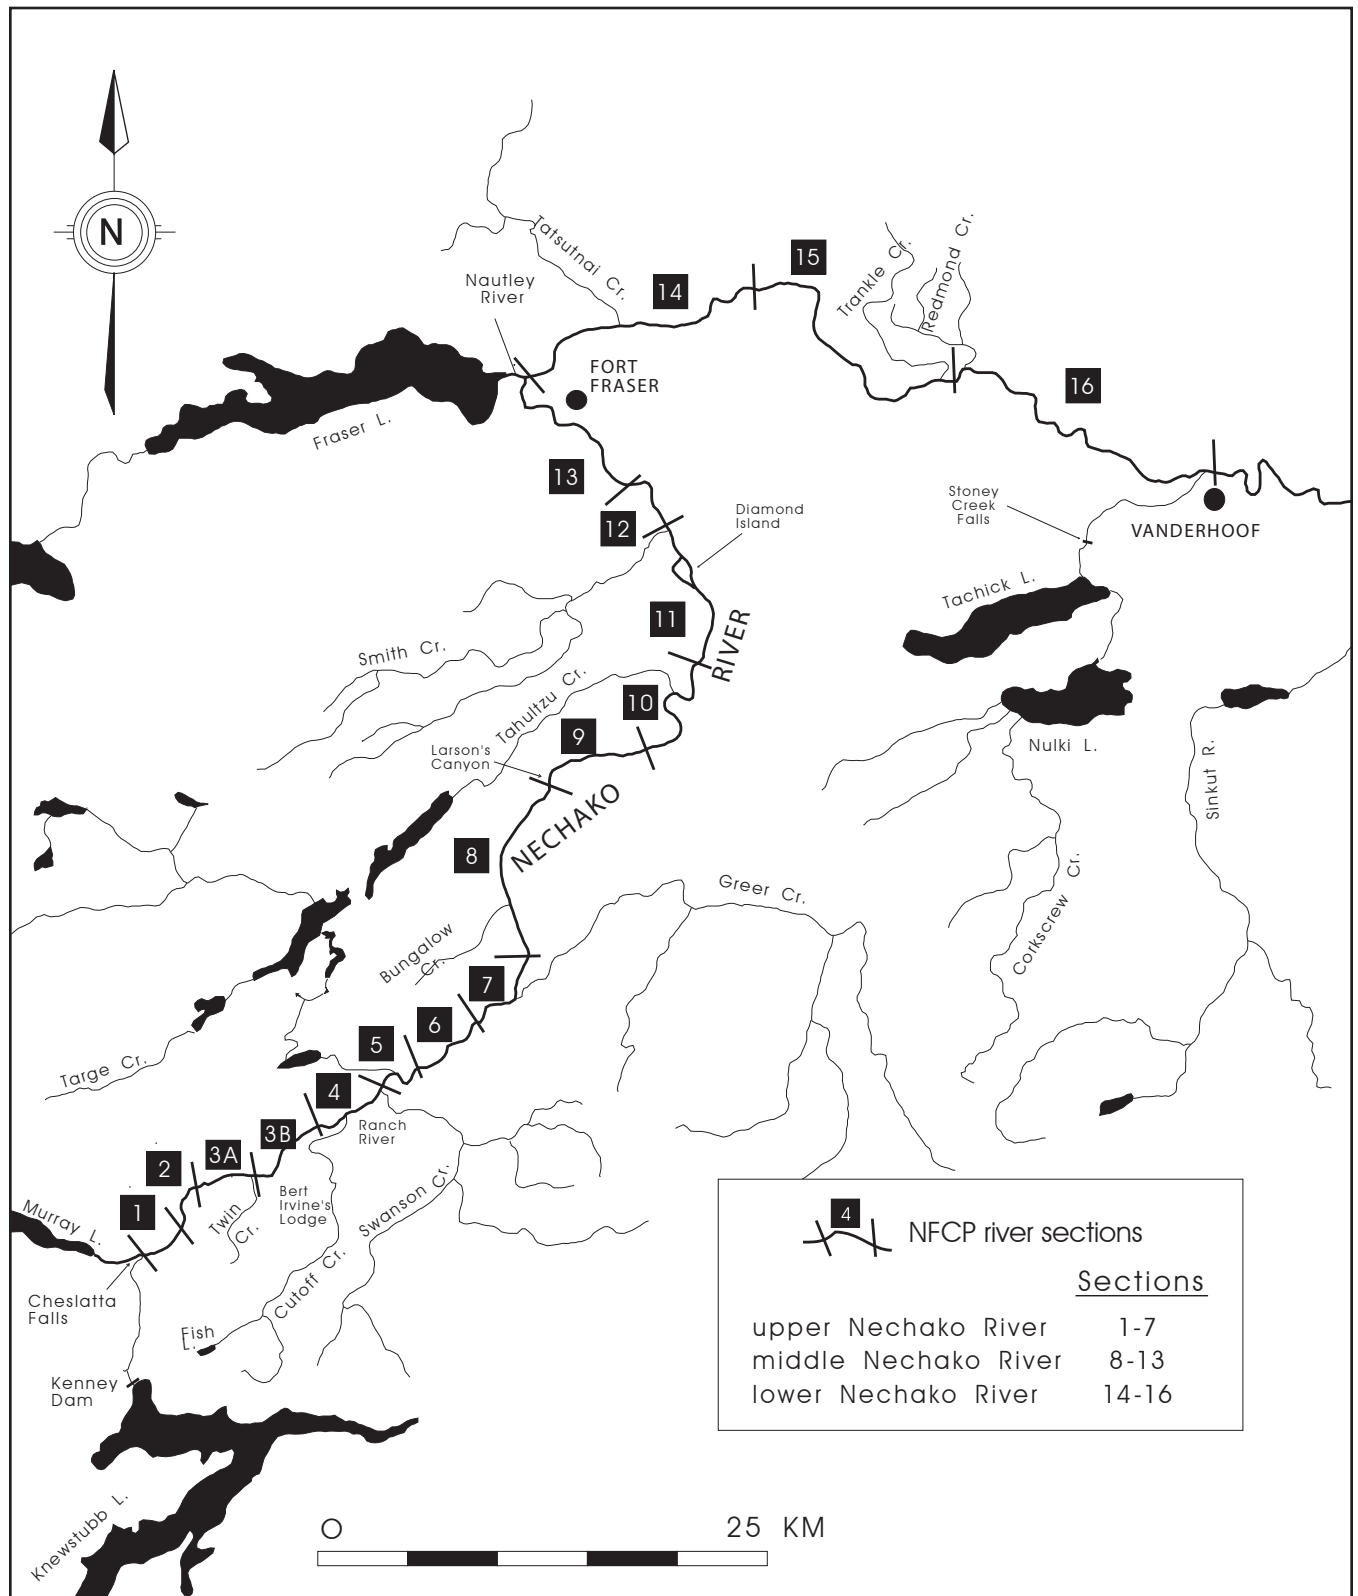 N
Tatsutnai Cr.
Nautley
River
14
15
Trankle Cr.
Redmond Cr.
FORT
FRASER
16
Fraser L.
13
Stoney
Creek
Falls
12
Diamond
Island
VANDERHOOF
Tachick L.
11
RIVER
Smith Cr.
Tahultzu Cr.
10
9
Nulki L.
Larson's
Canyon
Sinkut R.
NECHAKO
8
Greer Cr.
Corkscrew Cr.
Bungalow
Cr.
7
6
5
Targe Cr.
4
3B
Ranch
River
3A
2
Bert
Irvine's
Lodge
Swanson Cr.
1
Twin
Cr.
Murray L.
Cutoff Cr.
Cheslatta
Falls
Fish
L.
Kenney
Dam
Knewstubb L.
4
NFCP river sections
Sections
upper Nechako River 1-7
middle Nechako River 8-13
lower Nechako River 14-16
O 25 KM